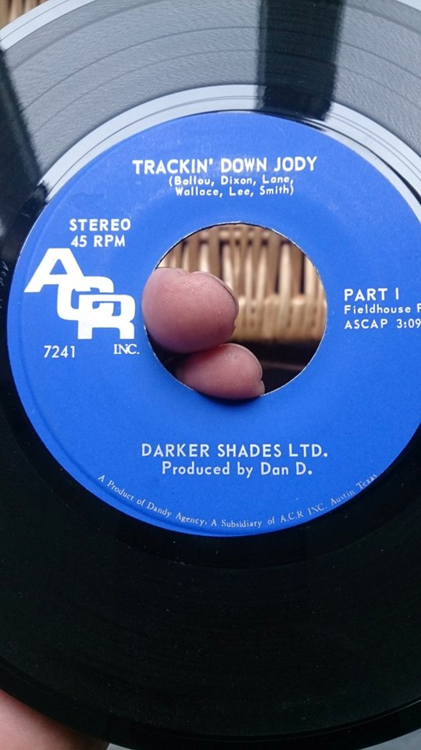 TRACKIN' DOWN JODY
(Ballou, Dixon, Lane,
Wallace, Lee, Smith)
STEREO
45 RPM
ACR
7241 INC.
PART I
Fieldhouse
ASCAP 3:09
DARKER SHADES LTD.
Produced by Dan D.
A Product of Dandy Agency, A Subsidiary of A.C.R INC. Austin Texas